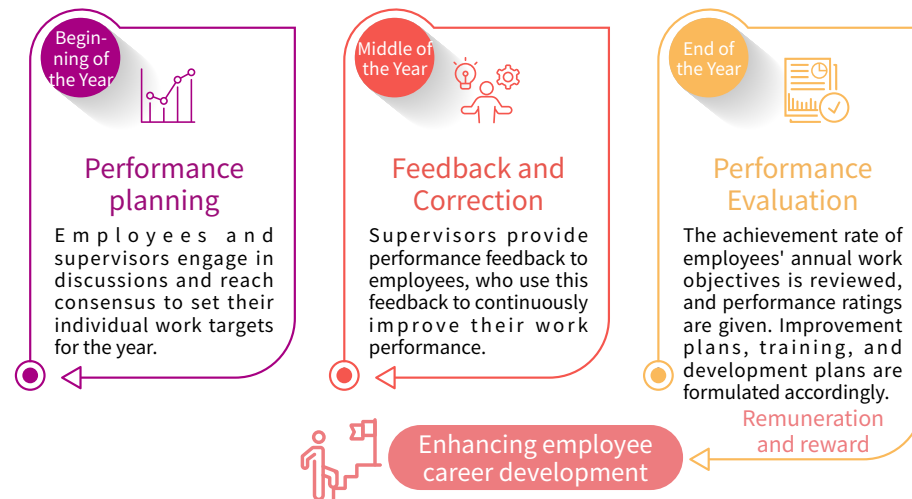 Begin-
ning of
the Year
Performance
planning
Employees and
supervisors engage in
discussions and reach
consensus to set their
individual work targets
for the year.
Middle of
the Year
Feedback and
Correction
Supervisors provide
performance feedback to
employees, who use this
feedback to continuously
improve their work
performance.
End of
the Year
Performance
Evaluation
The achievement rate of
employees' annual work
objectives is reviewed,
and performance ratings
are given. Improvement
plans, training, and
development plans are
formulated accordingly.
Remuneration
and reward
Enhancing employee
career development